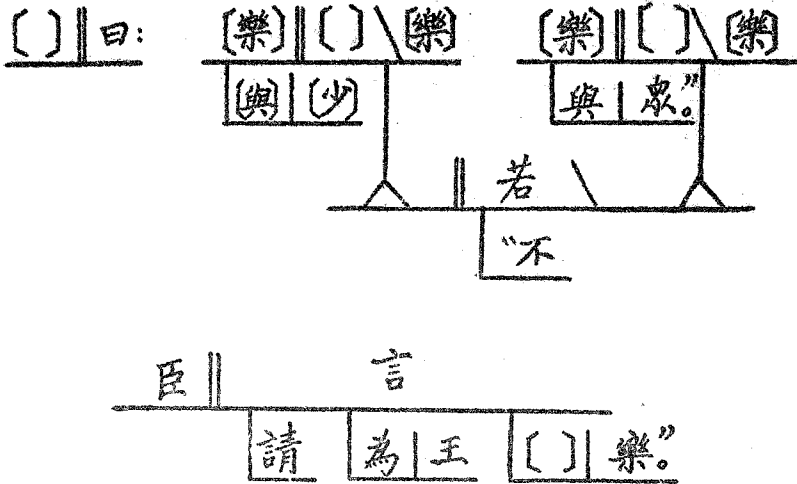 〔 〕 曰： 〔樂〕 〔 〕 〔樂〕 〔樂〕 〔 〕 〔樂〕
〔與〕 〔少〕 與 眾。”
若
“不
臣 言
請 為 王 〔 〕 樂。”